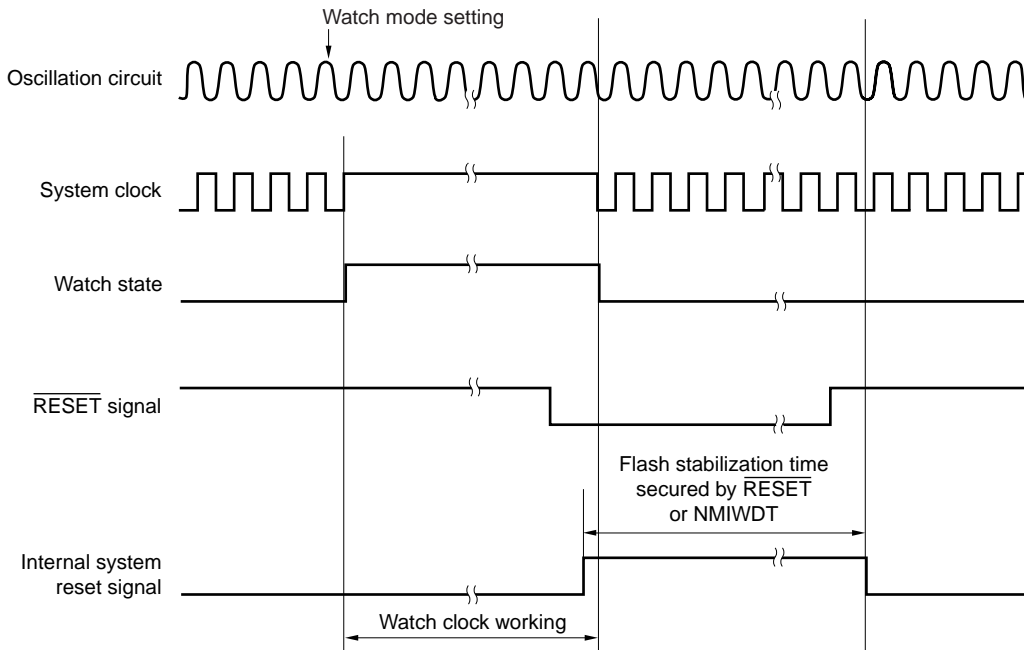 Watch mode setting
Oscillation circuit
System clock
Watch state
RESET signal
Flash stabilization time
secured by RESET
or NMIWDT
Internal system
reset signal
Watch clock working